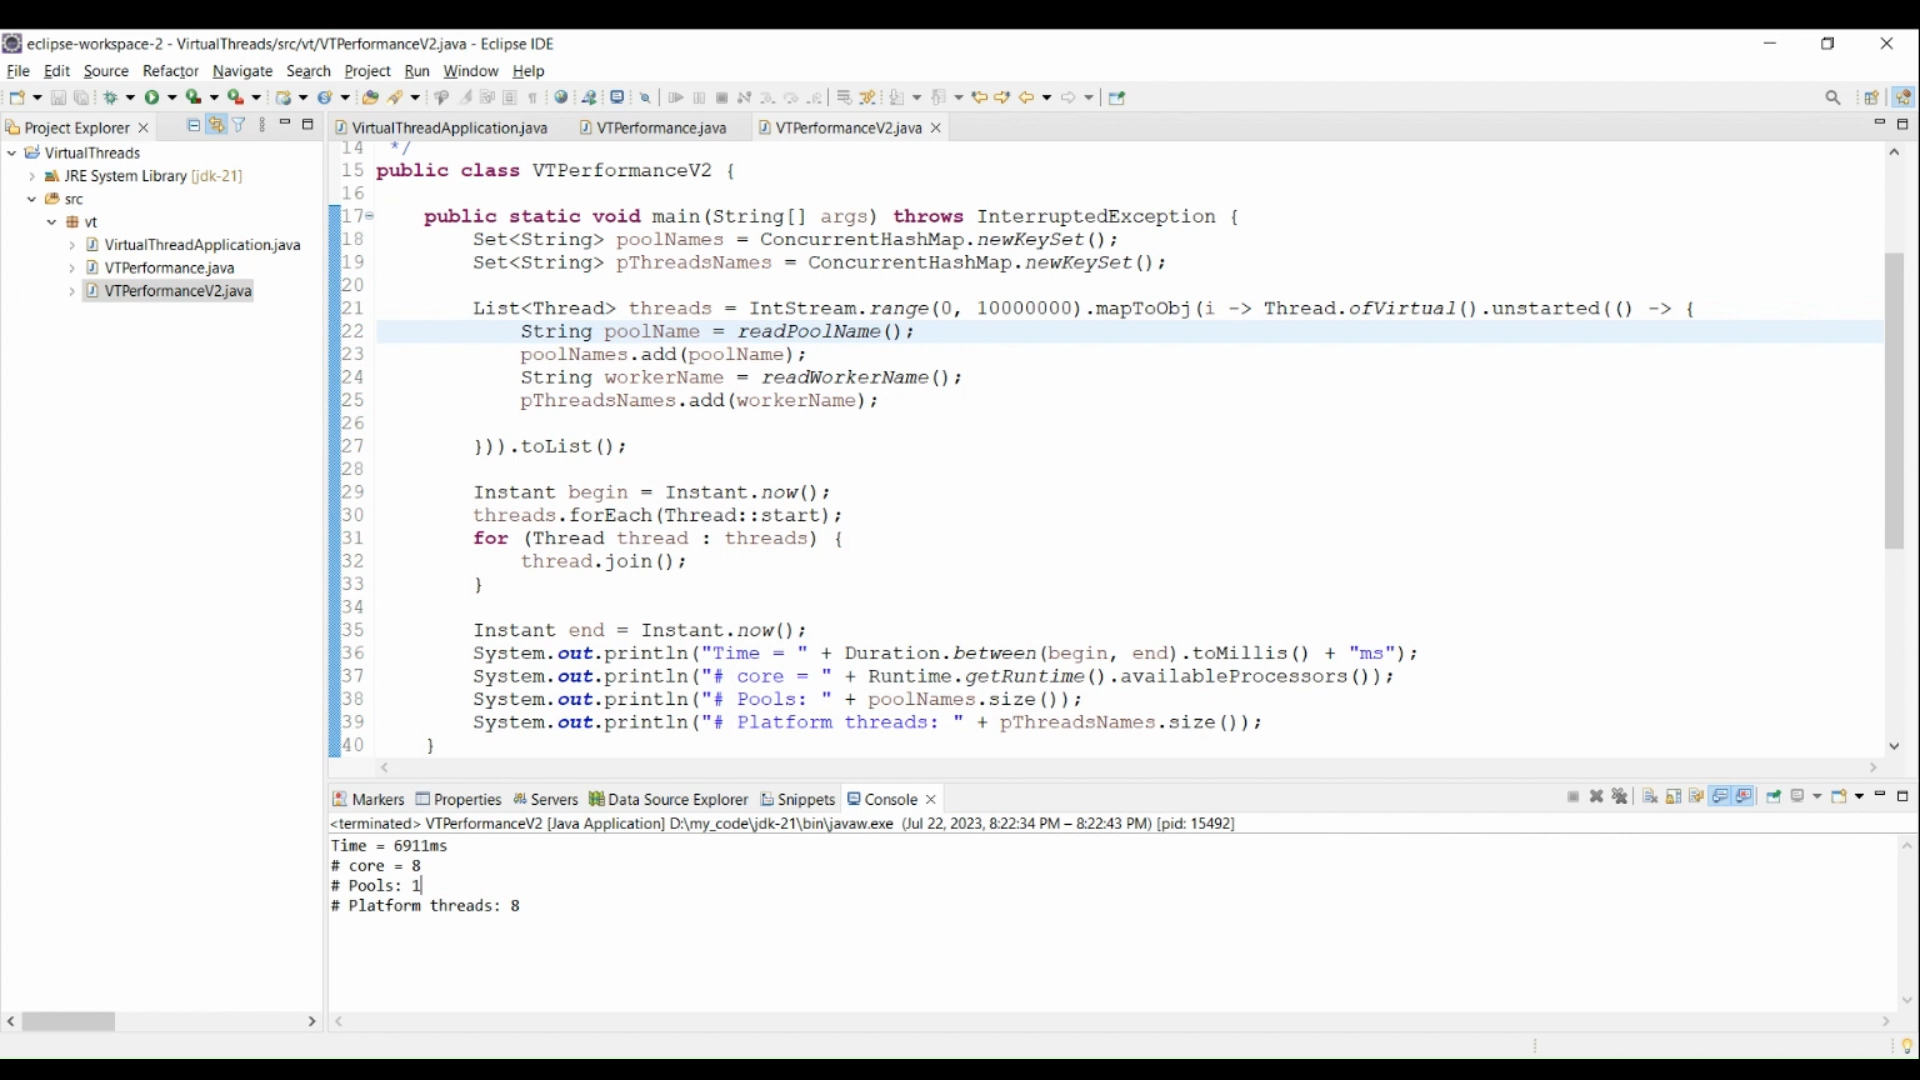 eclipse-workspace-2 - VirtualThreads/src/vt/VTPerformanceV2.java - Eclipse IDE
File Edit Source Refactor Navigate Search Project Run Window Help
Project Explorer
VirtualThreads
JRE System Library [jdk-21]
src
vt
VirtualThreadApplication.java
VTPerformance.java
VTPerformanceV2.java
VirtualThreadApplication.java VTPerformance.java VTPerformanceV2.java
14 */
15 public class VTPerformanceV2 {
16
17 public static void main(String[] args) throws InterruptedException {
18 Set<String> poolNames = ConcurrentHashMap.newKeySet();
19 Set<String> pThreadsNames = ConcurrentHashMap.newKeySet();
20
21 List<Thread> threads = IntStream.range(0, 10000000).mapToObj(i -> Thread.ofVirtual().unstarted(() -> {
22 String poolName = readPoolName();
23 poolNames.add(poolName);
24 String workerName = readWorkerName();
25 pThreadsNames.add(workerName);
26
27 })).toList();
28
29 Instant begin = Instant.now();
30 threads.forEach(Thread::start);
31 for (Thread thread : threads) {
32 thread.join();
33 }
34
35 Instant end = Instant.now();
36 System.out.println("Time = " + Duration.between(begin, end).toMillis() + "ms");
37 System.out.println("# core = " + Runtime.getRuntime().availableProcessors());
38 System.out.println("# Pools: " + poolNames.size());
39 System.out.println("# Platform threads: " + pThreadsNames.size());
40 }
Markers Properties Servers Data Source Explorer Snippets Console
<terminated> VTPerformanceV2 [Java Application] D:\my_code\jdk-21\bin\javaw.exe (Jul 22, 2023, 8:22:34 PM – 8:22:43 PM) [pid: 15492]
Time = 6911ms
# core = 8
# Pools: 1
# Platform threads: 8